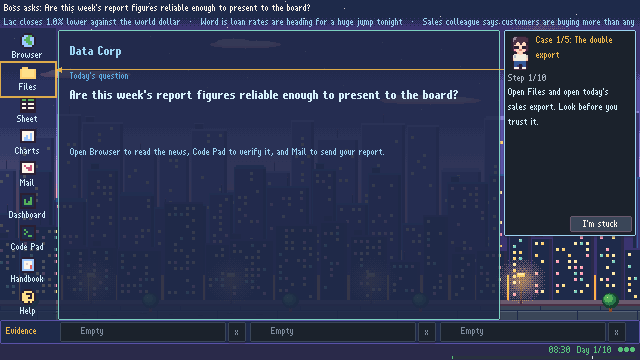 Boss asks: Are this week's report figures reliable enough to present to the board?
Lac closes 1.0% lower against the world dollar · Word is loan rates are heading for a huge jump tonight · Sales colleague says customers are buying more than any
Browser
Files
Sheet
Charts
Mail
Dashboard
Code Pad
Handbook
Help
Data Corp
Today's question
Are this week's report figures reliable enough to present to the board?
Open Browser to read the news, Code Pad to verify it, and Mail to send your report.
Case 1/5: The double
export
Step 1/10
Open Files and open today's
sales export. Look before you
trust it.
I'm stuck
Evidence
Empty x Empty x Empty x
08:30 Day 1/10